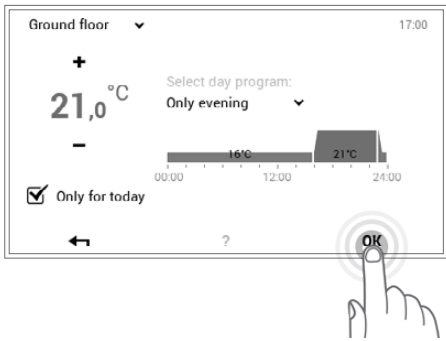 Ground floor
17:00
+
21,0°C
−
Select day program:
Only evening
16°C
21°C
00:00
12:00
24:00
Only for today
?
OK